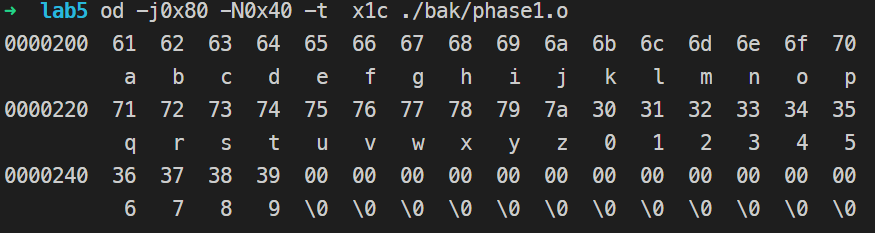 ➜ lab5 od -j0x80 -N0x40 -t x1c ./bak/phase1.o
0000200 61 62 63 64 65 66 67 68 69 6a 6b 6c 6d 6e 6f 70
a b c d e f g h i j k l m n o p
0000220 71 72 73 74 75 76 77 78 79 7a 30 31 32 33 34 35
q r s t u v w x y z 0 1 2 3 4 5
0000240 36 37 38 39 00 00 00 00 00 00 00 00 00 00 00 00
6 7 8 9 \0 \0 \0 \0 \0 \0 \0 \0 \0 \0 \0 \0